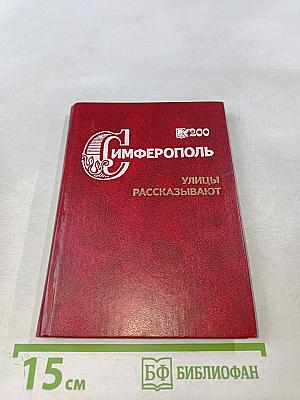 200
СИМФЕРОПОЛЬ
УЛИЦЫ
РАССКАЗЫВАЮТ
15 см
БФ БИБЛИОФАН